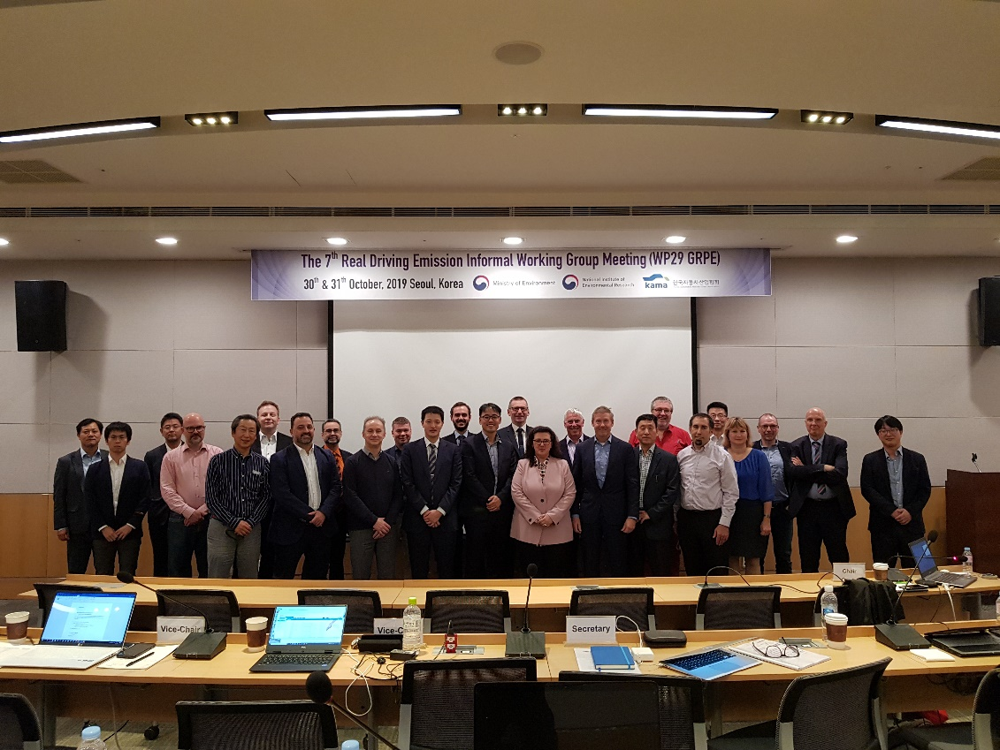 The 7th Real Driving Emission Informal Working Group Meeting (WP29 GRPE)
30th & 31th October, 2019 Seoul, Korea
Ministry of Environment
National Institute of
Environmental Research
kama
한국자동차산업협회
Chair
Vice-Chair
Vice-C
Secretary